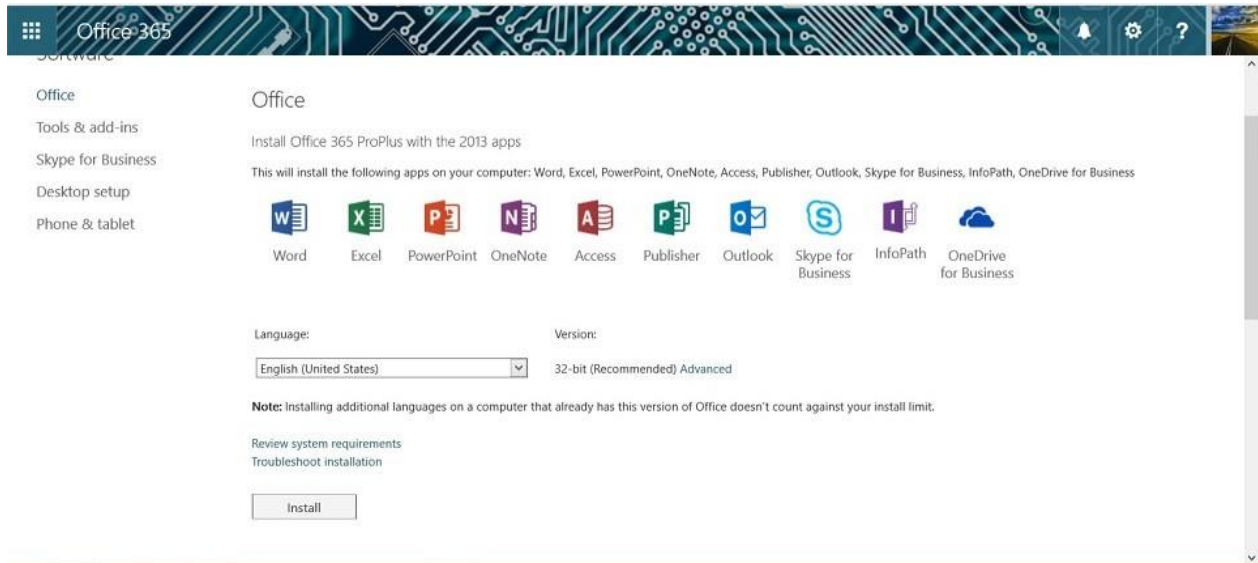 Office 365
?
Software
Office
Tools & add-ins
Skype for Business
Desktop setup
Phone & tablet
Office
Install Office 365 ProPlus with the 2013 apps
This will install the following apps on your computer: Word, Excel, PowerPoint, OneNote, Access, Publisher, Outlook, Skype for Business, InfoPath, OneDrive for Business
Word
Excel
PowerPoint
OneNote
Access
Publisher
Outlook
Skype for
Business
InfoPath
OneDrive
for Business
Language:
Version:
English (United States)
32-bit (Recommended) Advanced
Note: Installing additional languages on a computer that already has this version of Office doesn't count against your install limit.
Review system requirements
Troubleshoot installation
Install